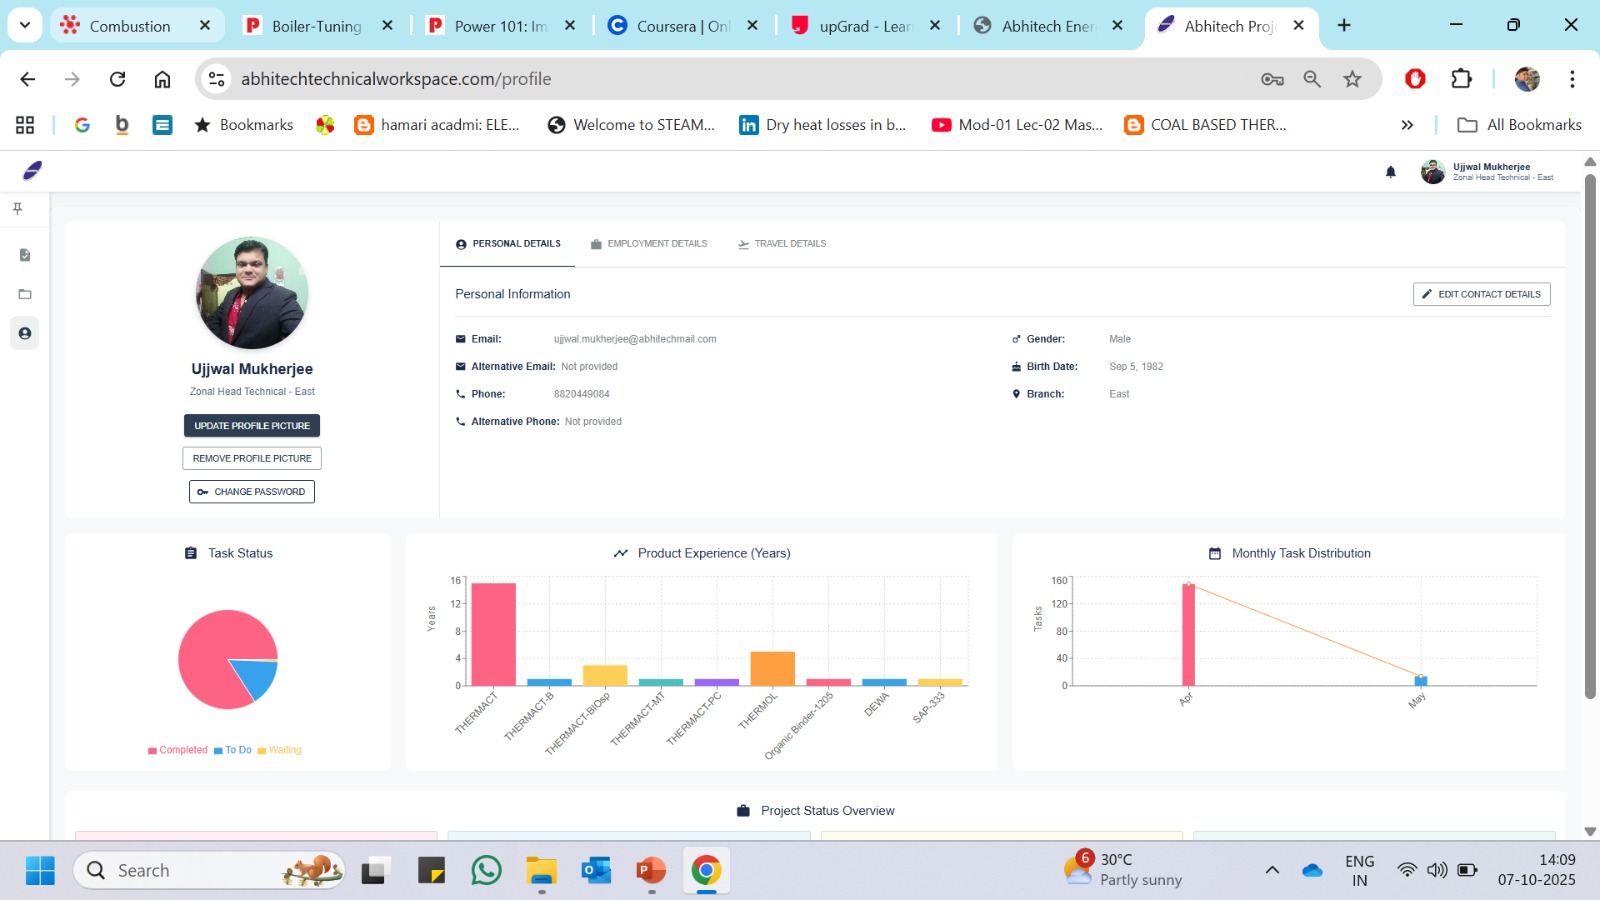 Combustion
Boiler-Tuning
Power 101: Im
Coursera | Onl
upGrad - Lear
Abhitech Ener
Abhitech Proj
abhitechtechnicalworkspace.com/profile
Bookmarks
hamari acadmi: ELE...
Welcome to STEAM...
Dry heat losses in b...
Mod-01 Lec-02 Mas...
COAL BASED THER...
All Bookmarks
Ujjwal Mukherjee
Zonal Head Technical - East
PERSONAL DETAILS
EMPLOYMENT DETAILS
TRAVEL DETAILS
Personal Information
EDIT CONTACT DETAILS
Email: ujjwal.mukherjee@abhitechmail.com
Gender: Male
Alternative Email: Not provided
Birth Date: Sep 5, 1982
Phone: 8820449084
Branch: East
Alternative Phone: Not provided
Ujjwal Mukherjee
Zonal Head Technical - East
UPDATE PROFILE PICTURE
REMOVE PROFILE PICTURE
CHANGE PASSWORD
Task Status
Completed To Do Waiting
Product Experience (Years)
Years
16
12
8
4
0
THERMACT
THERMACT-B
THERMACT-BIOsp
THERMACT-MT
THERMACT-PC
THERMOL
Organic Binder-1205
DEWA
SAP-333
Monthly Task Distribution
Tasks
160
120
80
40
0
Apr
May
Project Status Overview
Search
6
30°C
Partly sunny
ENG
IN
14:09
07-10-2025